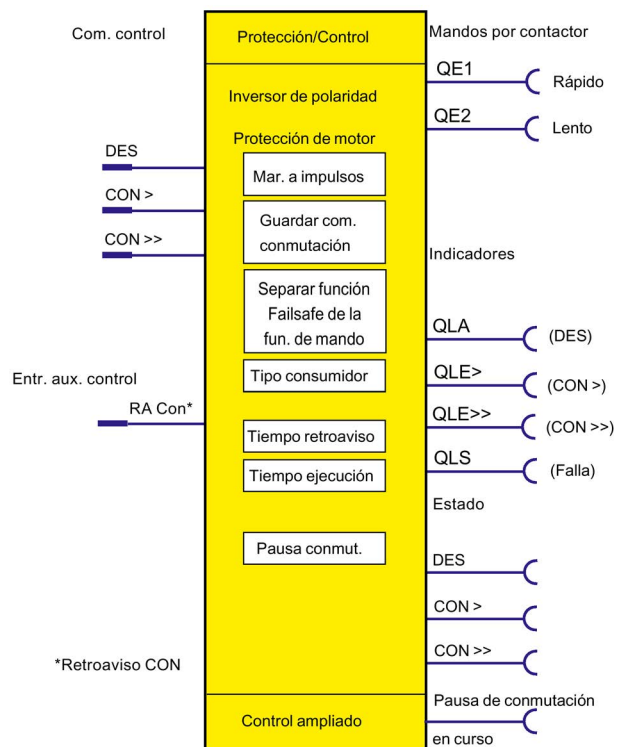 Com. control
Protección/Control
Mandos por contactor
QE1
Rápido
Inversor de polaridad
QE2
Lento
Protección de motor
DES
Mar. a impulsos
CON >
Guardar com.
conmutación
CON >>
Indicadores
Separar función
Failsafe de la
fun. de mando
QLA
(DES)
Entr. aux. control
Tipo consumidor
QLE>
(CON >)
RA Con*
QLE>>
(CON >>)
Tiempo retroaviso
QLS
(Falla)
Tiempo ejecución
Estado
Pausa conmut.
DES
CON >
CON >>
*Retroaviso CON
Pausa de conmutación
en curso
Control ampliado